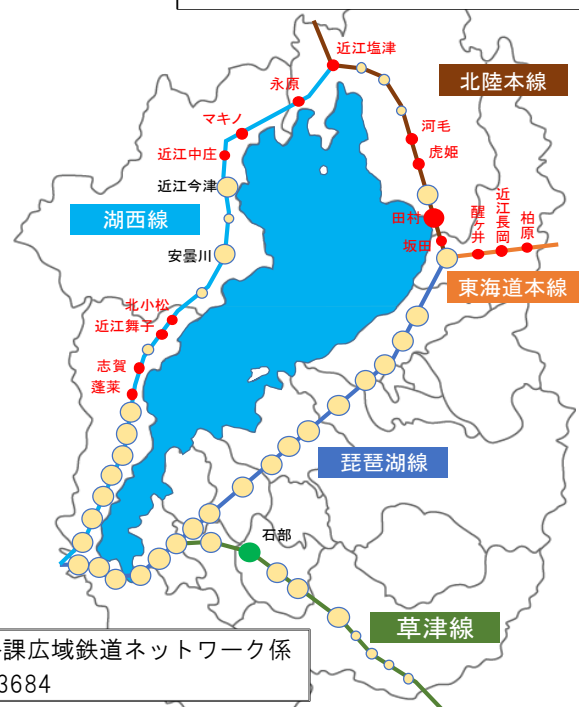 近江塩津
永原
北陸本線
マキノ
河毛
近江中庄
虎姫
近江今津
湖西線
田村
醒ヶ井
近江長岡
柏原
坂田
安曇川
東海道本線
北小松
近江舞子
志賀
蓬莱
琵琶湖線
石部
草津線
課広域鉄道ネットワーク係
3684